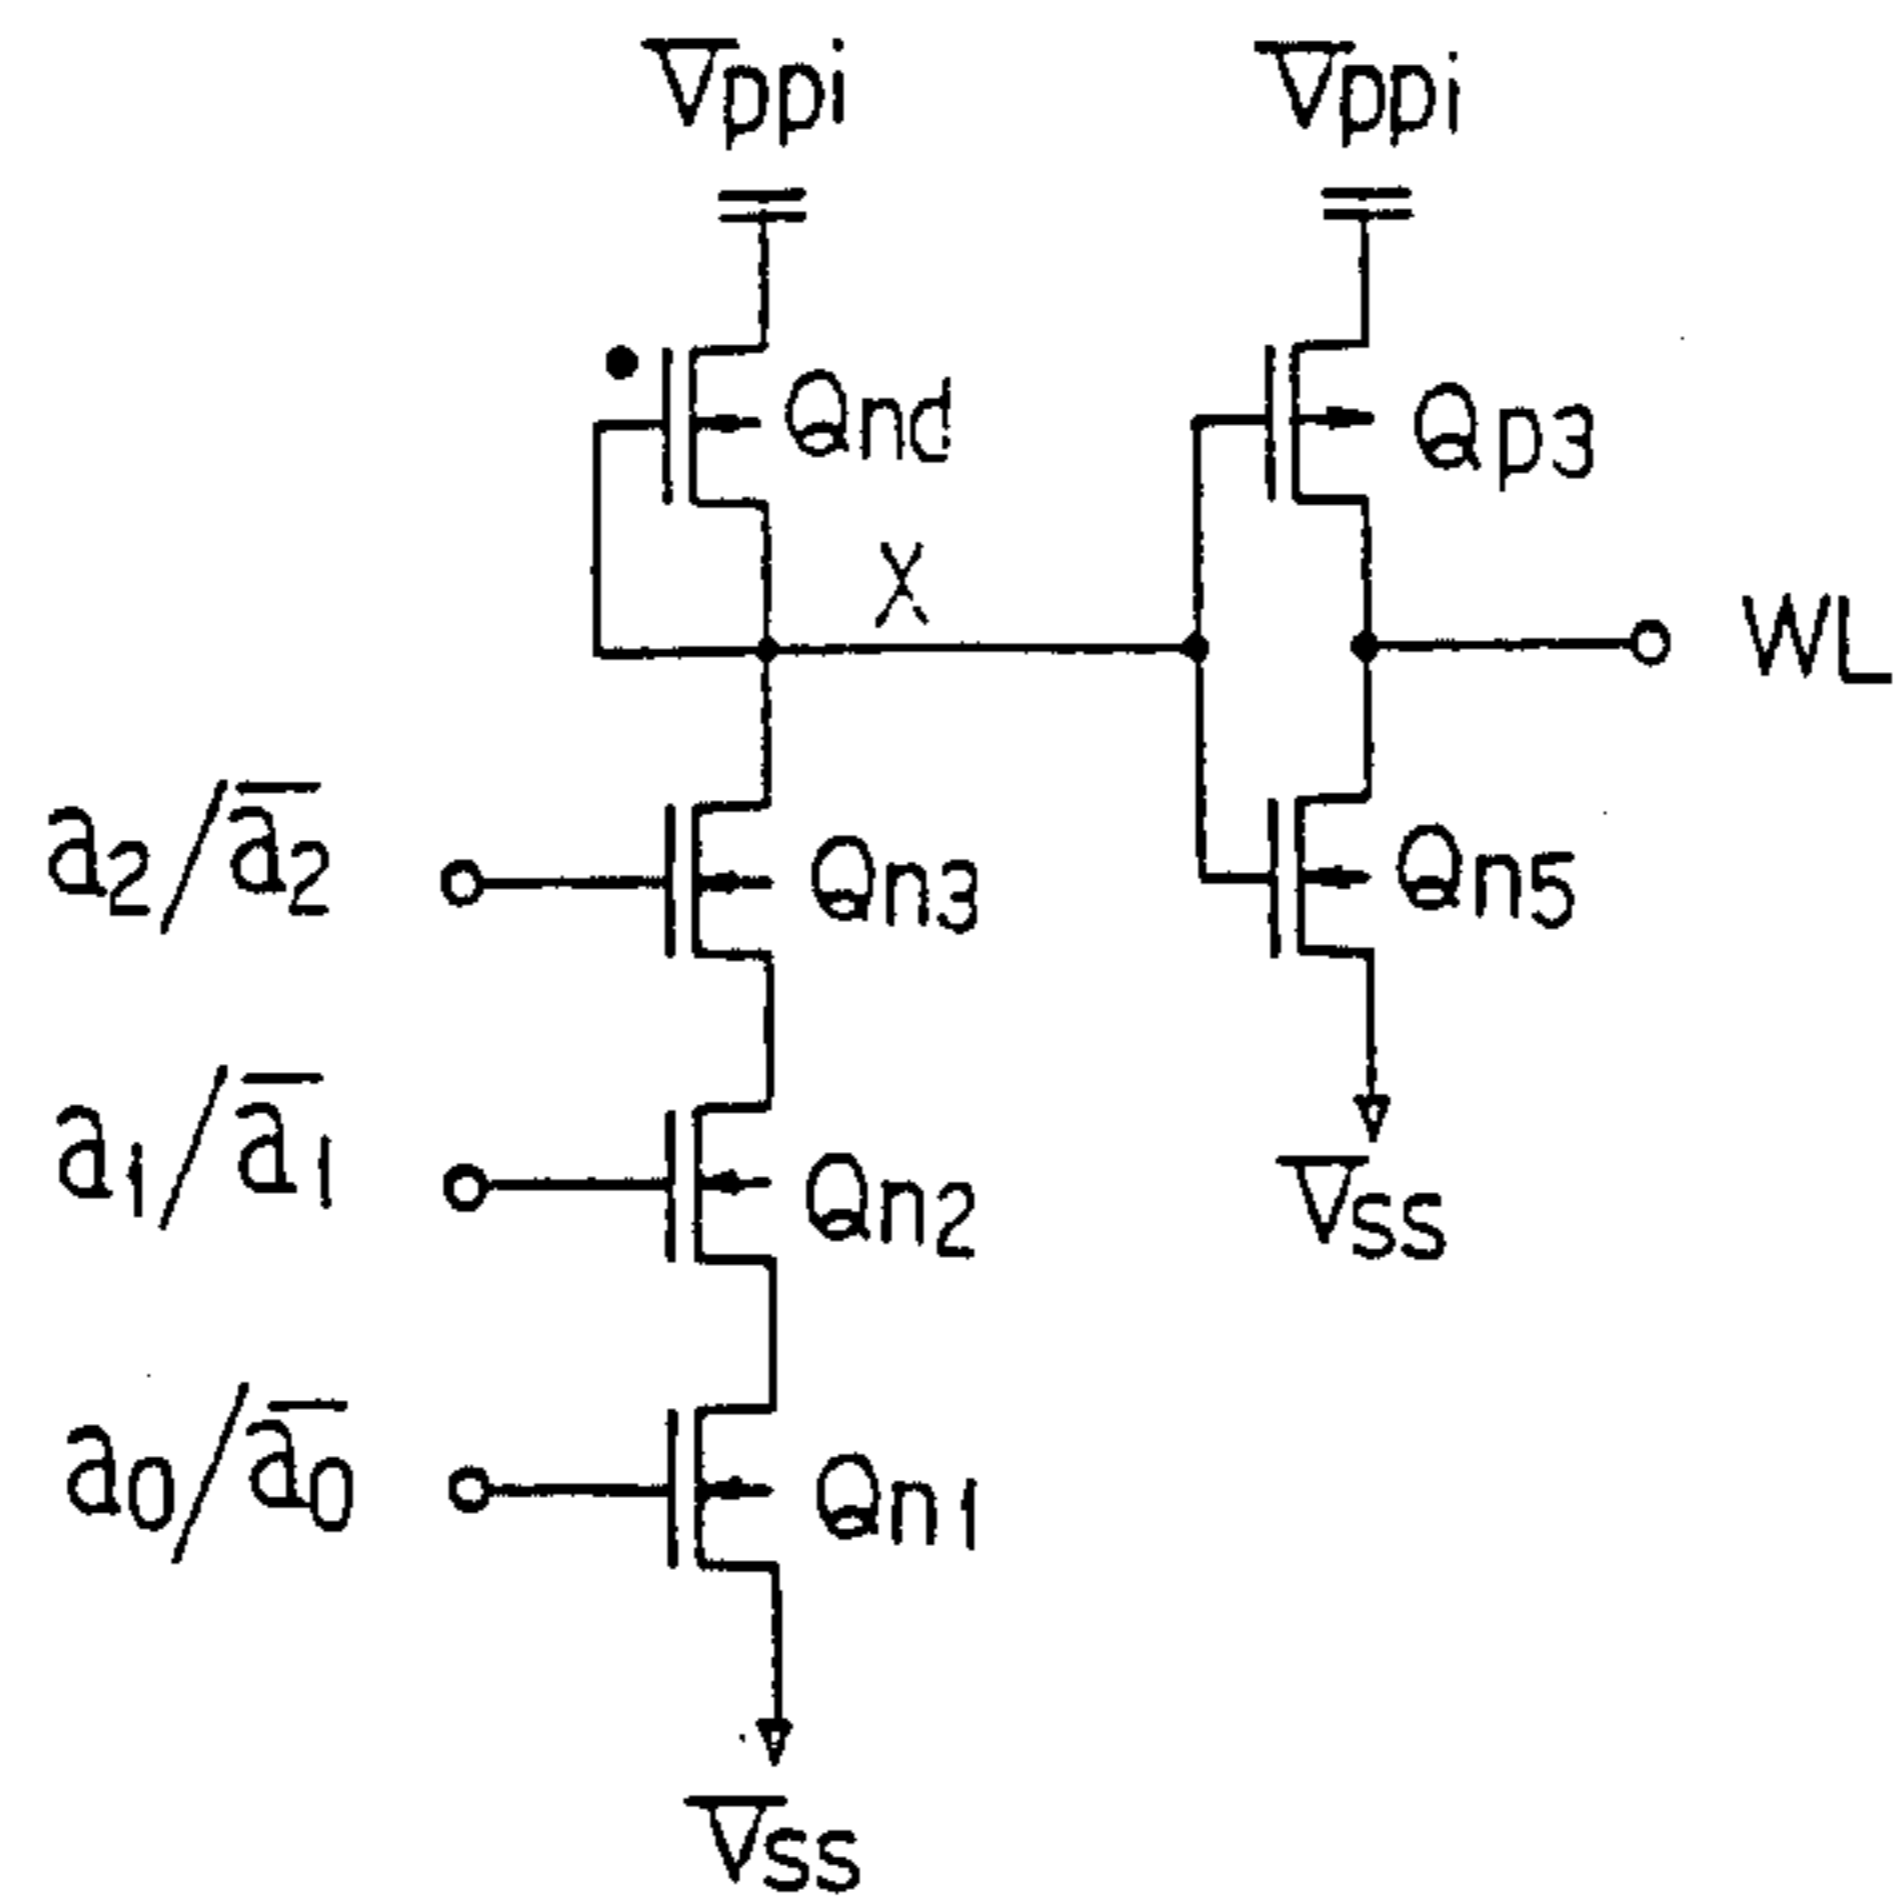 Vppi Vppi
Qnd Qp3
X
WL
a2/a̅2̅ Qn3 Qn5
a1/a̅1̅ Qn2
Vss
a0/a̅0̅ Qn1
Vss